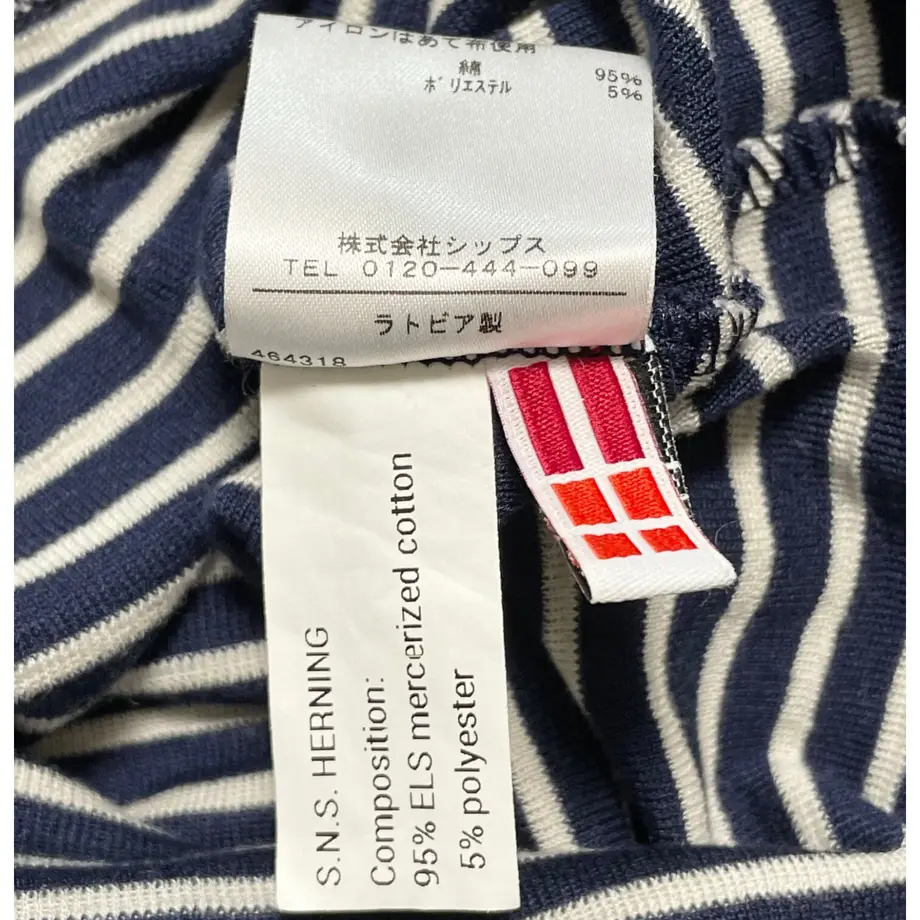 アイロンはあて布使用
綿 95%
ポリエステル 5%
株式会社シップス
TEL 0120-444-099
ラトビア製
464318
S.N.S. HERNING
Composition:
95% ELS mercerized cotton
5% polyester